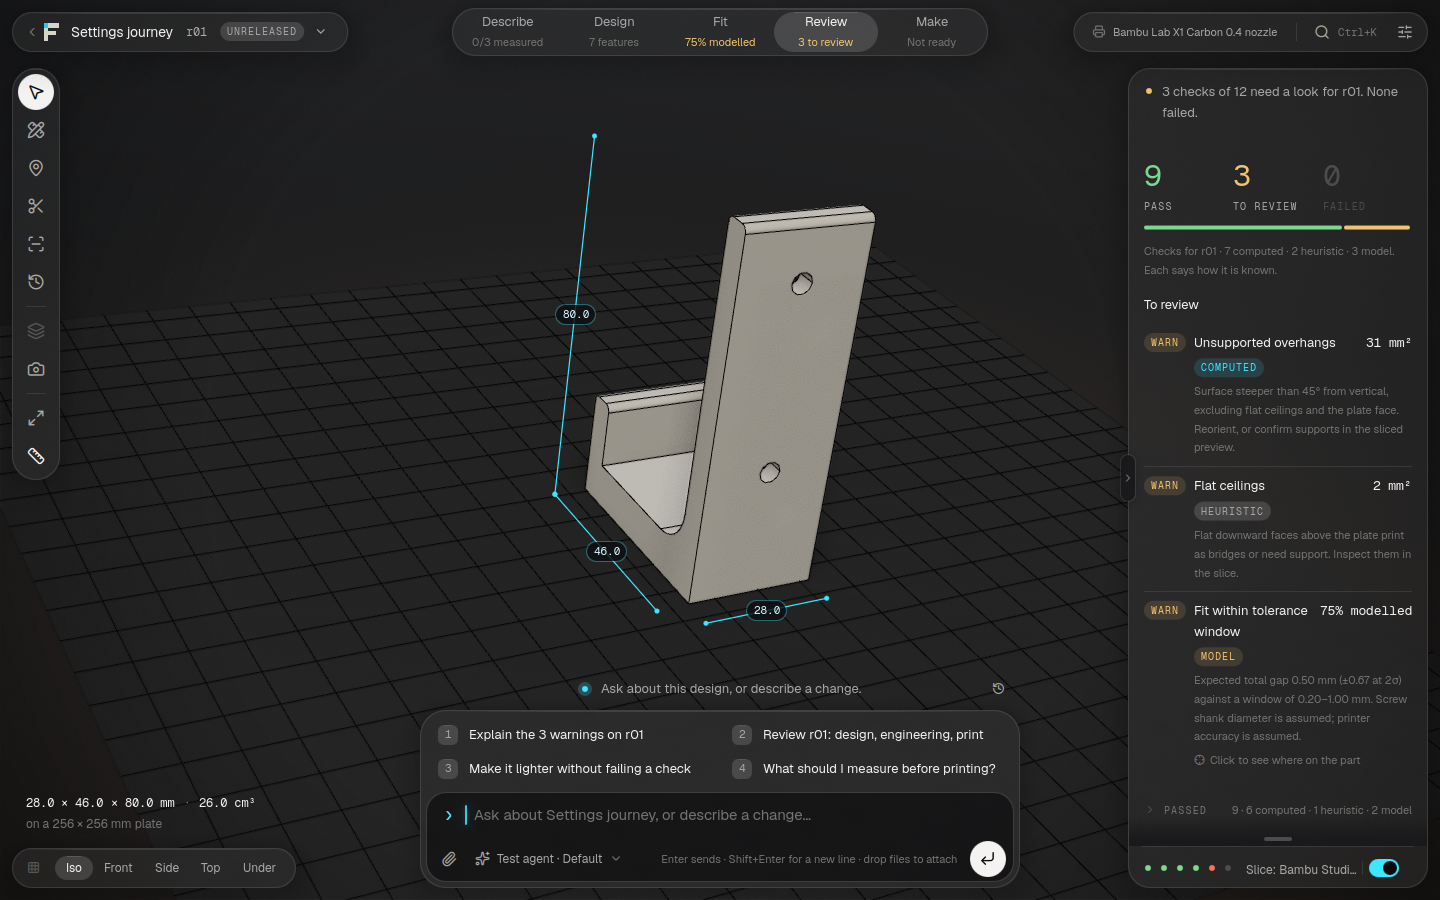 Settings journey r01 UNRELEASED
Describe
0/3 measured
Design
7 features
Fit
75% modelled
Review
3 to review
Make
Not ready
Bambu Lab X1 Carbon 0.4 nozzle
Ctrl+K
3 checks of 12 need a look for r01. None
failed.
9
PASS
3
TO REVIEW
0
FAILED
Checks for r01 · 7 computed · 2 heuristic · 3 model.
Each says how it is known.
To review
WARN Unsupported overhangs 31 mm²
COMPUTED
Surface steeper than 45° from vertical,
excluding flat ceilings and the plate face.
Reorient, or confirm supports in the sliced
preview.
WARN Flat ceilings 2 mm²
HEURISTIC
Flat downward faces above the plate print
as bridges or need support. Inspect them in
the slice.
WARN Fit within tolerance 75% modelled
window
MODEL
Expected total gap 0.50 mm (±0.67 at 2σ)
against a window of 0.20–1.00 mm. Screw
shank diameter is assumed; printer
accuracy is assumed.
Click to see where on the part
PASSED 9 · 6 computed · 1 heuristic · 2 model
Slice: Bambu Studi...
80.0
46.0
28.0
Ask about this design, or describe a change.
1 Explain the 3 warnings on r01
2 Review r01: design, engineering, print
3 Make it lighter without failing a check
4 What should I measure before printing?
Ask about Settings journey, or describe a change...
Test agent · Default
Enter sends · Shift+Enter for a new line · drop files to attach
28.0 × 46.0 × 80.0 mm · 26.0 cm³
on a 256 × 256 mm plate
Iso Front Side Top Under